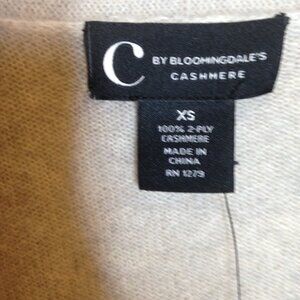 C BY BLOOMINGDALE'S
CASHMERE
XS
100% 2-PLY
CASHMERE
MADE IN
CHINA
RN 1279